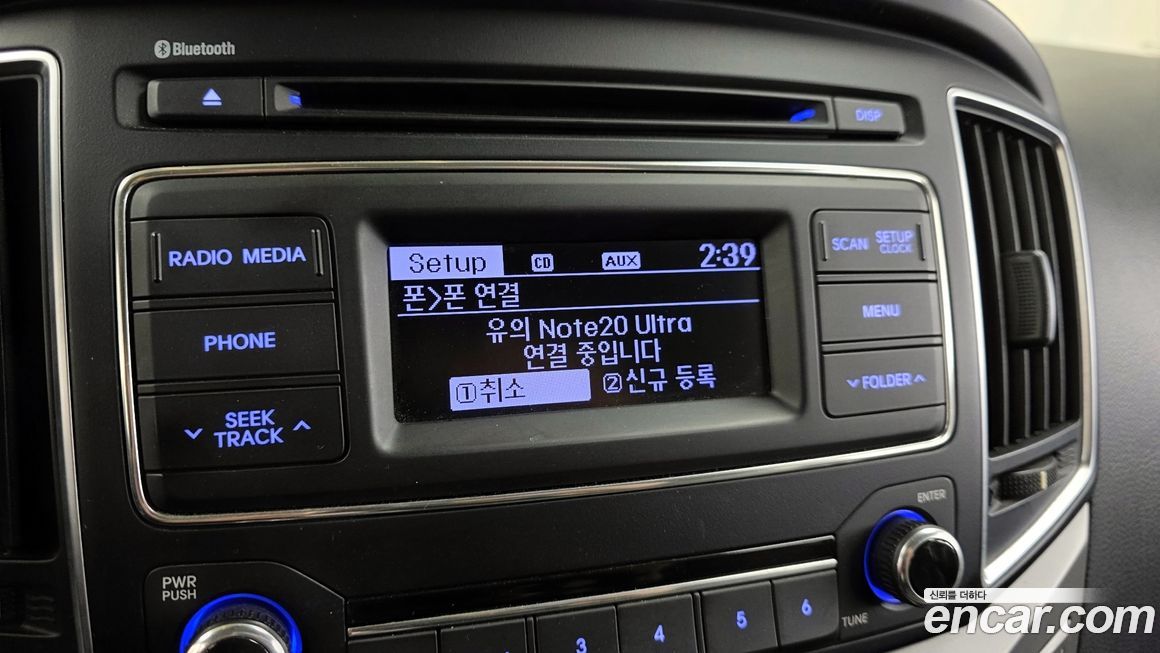 Bluetooth
DISP
RADIO MEDIA
PHONE
SEEK
TRACK
Setup CD AUX 2:39
폰>폰 연결
유의 Note20 Ultra
연결 중입니다
①취소 ②신규 등록
SCAN SETUP
CLOCK
MENU
FOLDER
PWR
PUSH
3 4 5 6
ENTER
TUNE
신뢰를 더하다
encar.com